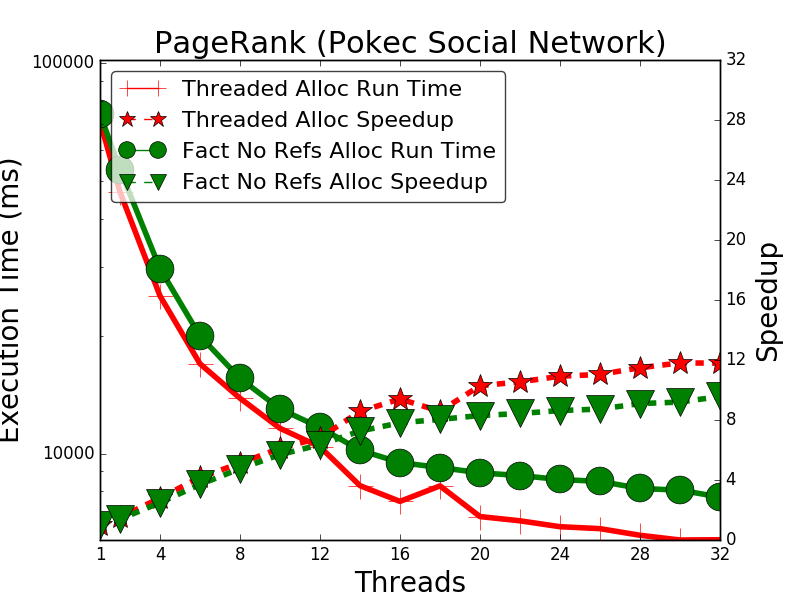 PageRank (Pokec Social Network)
100000
10000
Execution Time (ms)
Threaded Alloc Run Time
Threaded Alloc Speedup
Fact No Refs Alloc Run Time
Fact No Refs Alloc Speedup
32
28
24
20
16
12
8
4
0
Speedup
1 4 8 12 16 20 24 28 32
Threads